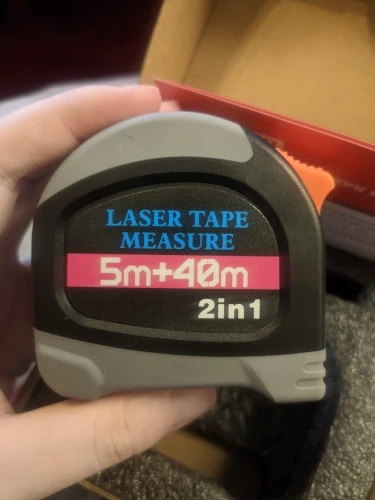 LASER TAPE
MEASURE
5m+40m
2in1